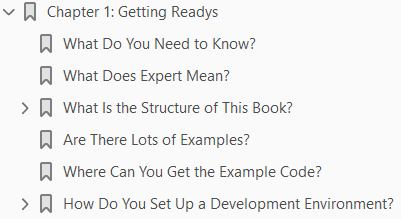 Chapter 1: Getting Readys
What Do You Need to Know?
What Does Expert Mean?
What Is the Structure of This Book?
Are There Lots of Examples?
Where Can You Get the Example Code?
How Do You Set Up a Development Environment?